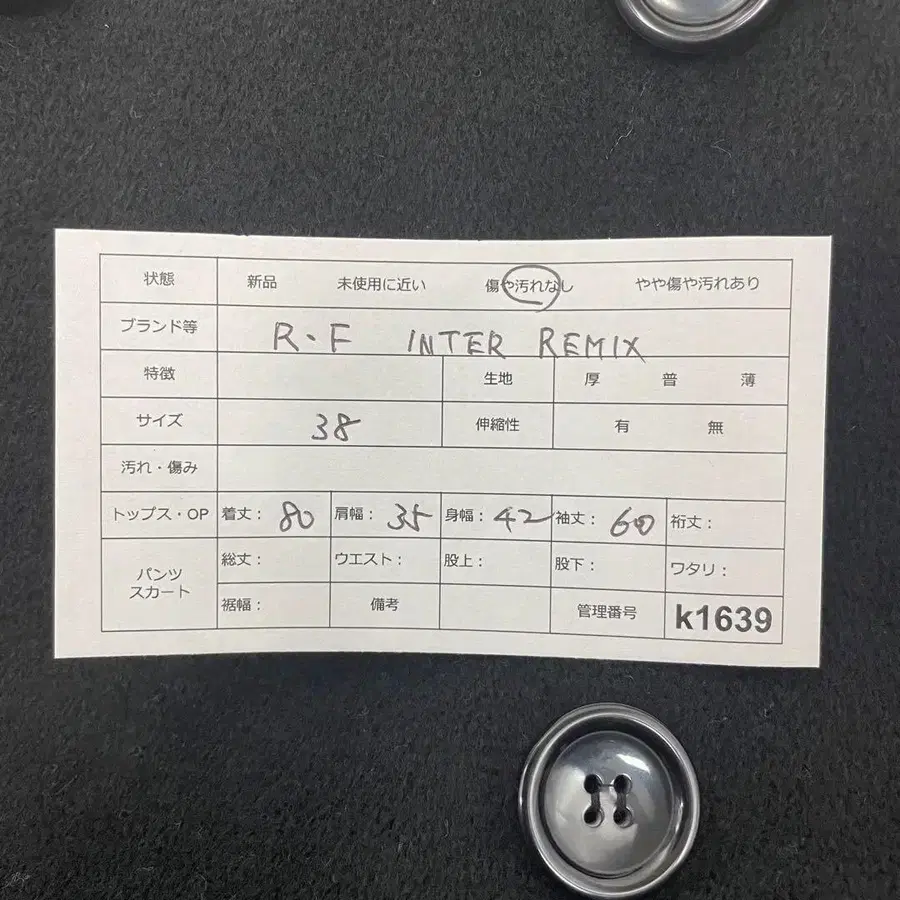 状態 新品 未使用に近い 傷や汚れなし やや傷や汚れあり
ブランド等 R・F INTER REMIX
特徴 生地 厚 普 薄
サイズ 38 伸縮性 有 無
汚れ・傷み
トップス・OP 着丈: 80 肩幅: 35 身幅: 42 袖丈: 60 裄丈:
パンツ スカート 総丈: ウエスト: 股上: 股下: ワタリ:
裾幅: 備考 管理番号 k1639